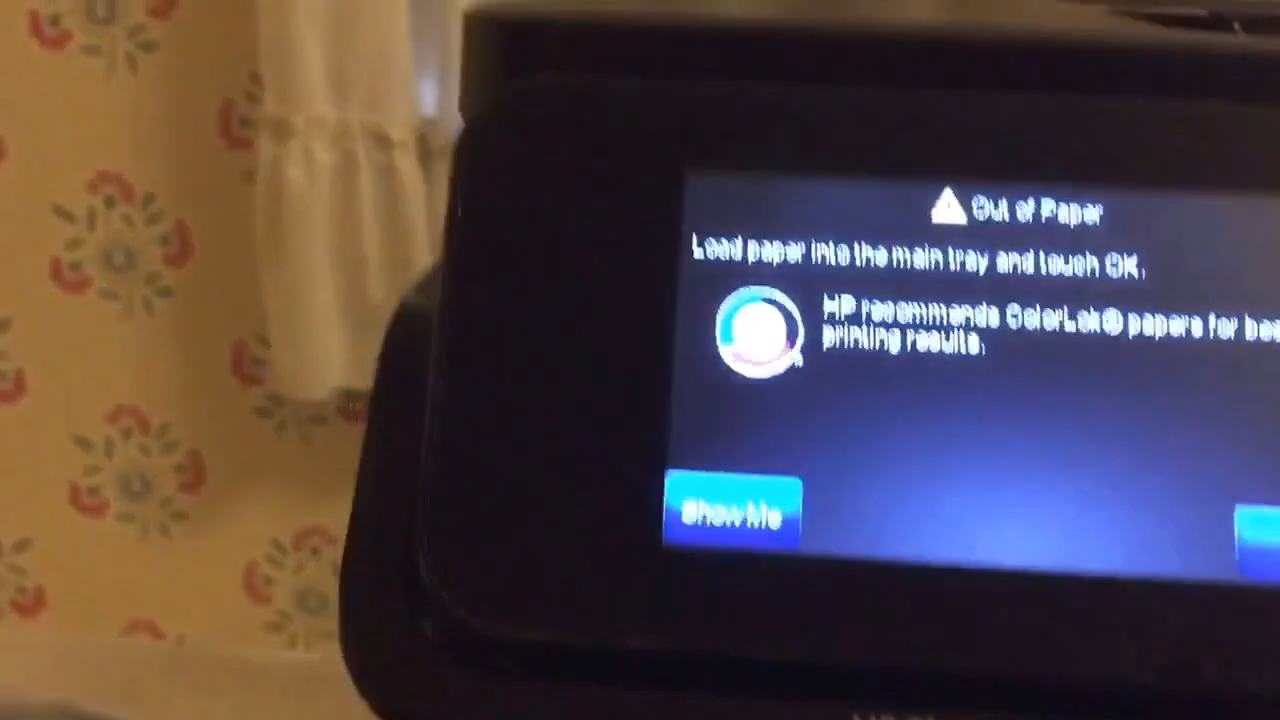 Out of Paper
Load paper into the main tray and touch OK.
HP recommends ColorLok® papers for
printing results.
Show Me